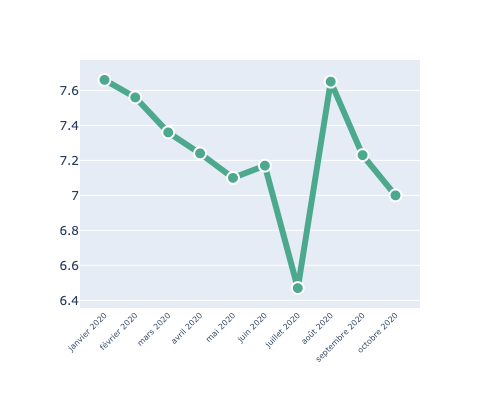 7.6
7.4
7.2
7
6.8
6.6
6.4
janvier 2020
février 2020
mars 2020
avril 2020
mai 2020
juin 2020
juillet 2020
août 2020
septembre 2020
octobre 2020